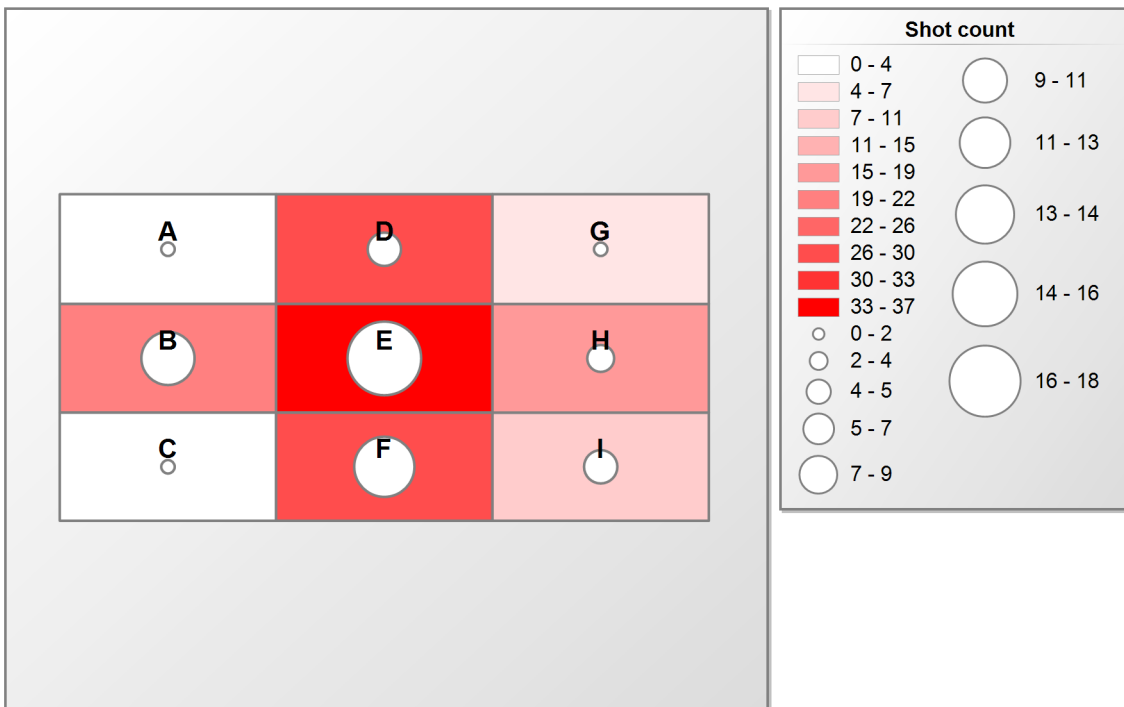 A
D
G
B
E
H
C
F
I
Shot count
0 - 4
4 - 7
7 - 11
11 - 15
15 - 19
19 - 22
22 - 26
26 - 30
30 - 33
33 - 37
0 - 2
2 - 4
4 - 5
5 - 7
7 - 9
9 - 11
11 - 13
13 - 14
14 - 16
16 - 18